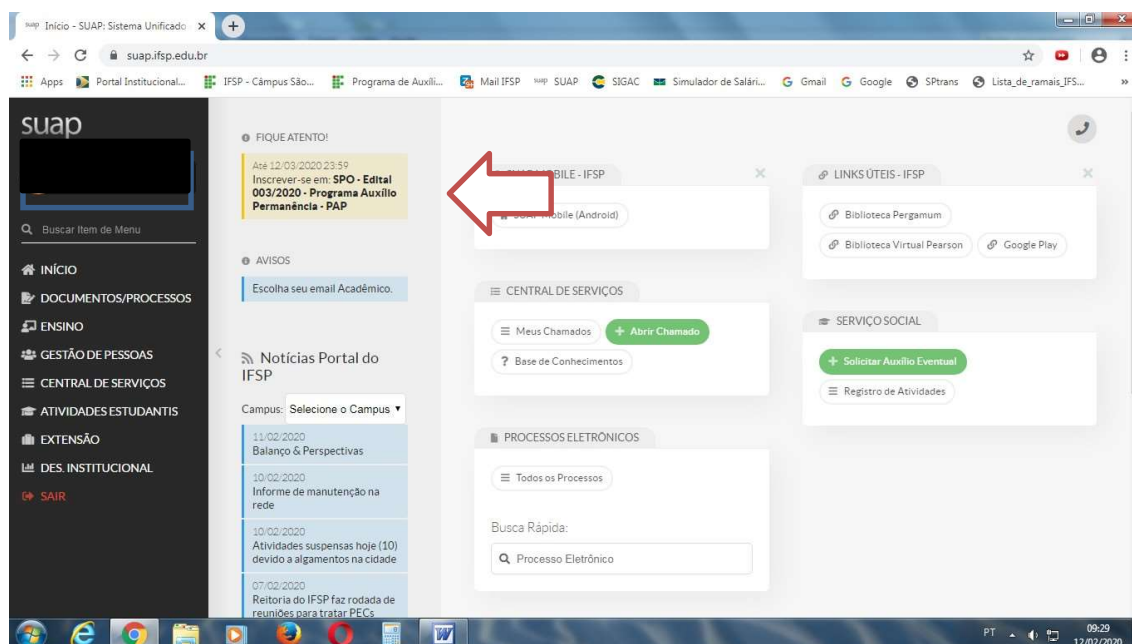 suap Início - SUAP: Sistema Unificado
suap.ifsp.edu.br
Apps Portal Institucional... IFSP - Câmpus São... Programa de Auxíli... Mail IFSP suap SUAP SIGAC Simulador de Salári... Gmail Google SPtrans Lista_de_ramais_IFS... »
suap
Buscar Item de Menu
INÍCIO
DOCUMENTOS/PROCESSOS
ENSINO
GESTÃO DE PESSOAS
CENTRAL DE SERVIÇOS
ATIVIDADES ESTUDANTIS
EXTENSÃO
DES. INSTITUCIONAL
SAIR
FIQUE ATENTO!
Até 12/03/2020 23:59
Inscrever-se em: SPO - Edital
003/2020 - Programa Auxílio
Permanência - PAP
AVISOS
Escolha seu email Acadêmico.
Notícias Portal do
IFSP
Campus: Selecione o Campus
11/02/2020
Balanço & Perspectivas
10/02/2020
Informe de manutenção na
rede
10/02/2020
Atividades suspensas hoje (10)
devido a algamentos na cidade
07/02/2020
Reitoria do IFSP faz rodada de
reuniões para tratar PECs
MOBILE - IFSP
Mobile (Android)
CENTRAL DE SERVIÇOS
Meus Chamados + Abrir Chamado
? Base de Conhecimentos
PROCESSOS ELETRÔNICOS
Todos os Processos
Busca Rápida:
Processo Eletrônico
LINKS ÚTEIS - IFSP
Biblioteca Pergamum
Biblioteca Virtual Pearson Google Play
SERVIÇO SOCIAL
+ Solicitar Auxílio Eventual
Registro de Atividades
PT 09:29
12/02/2020